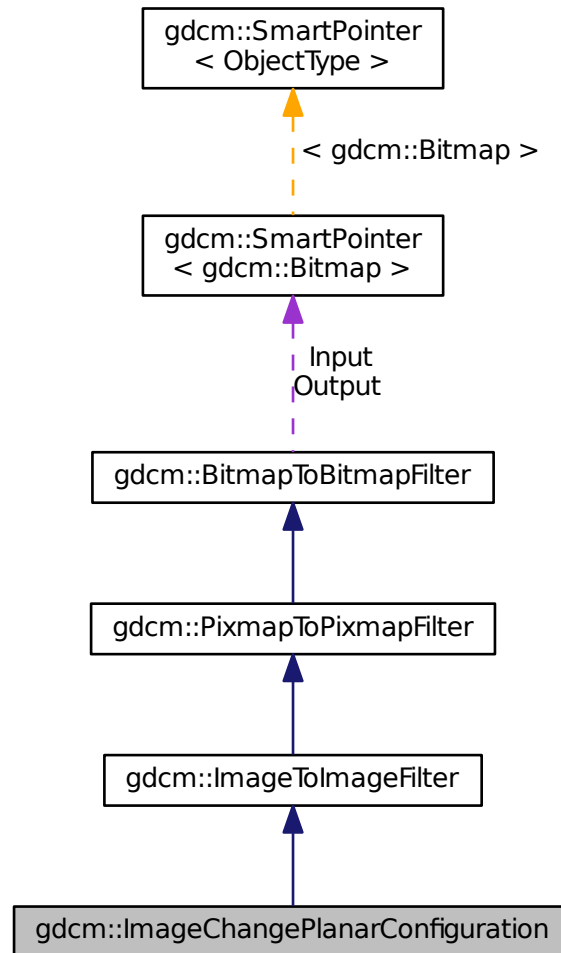 gdcm::SmartPointer
< ObjectType >
< gdcm::Bitmap >
gdcm::SmartPointer
< gdcm::Bitmap >
Input
Output
gdcm::BitmapToBitmapFilter
gdcm::PixmapToPixmapFilter
gdcm::ImageToImageFilter
gdcm::ImageChangePlanarConfiguration